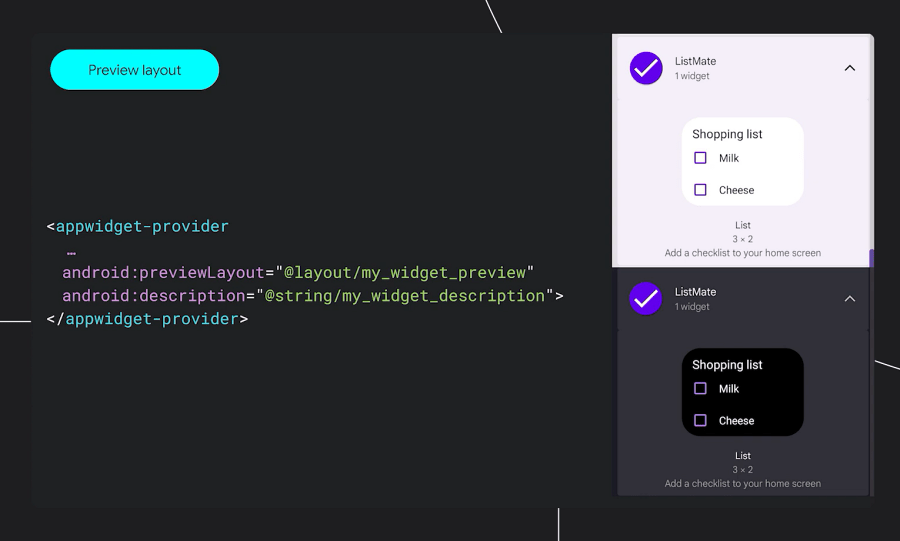 Preview layout
<appwidget-provider
…
android:previewLayout="@layout/my_widget_preview"
android:description="@string/my_widget_description">
</appwidget-provider>
ListMate
1 widget
Shopping list
Milk
Cheese
List
3 × 2
Add a checklist to your home screen
ListMate
1 widget
Shopping list
Milk
Cheese
List
3 × 2
Add a checklist to your home screen